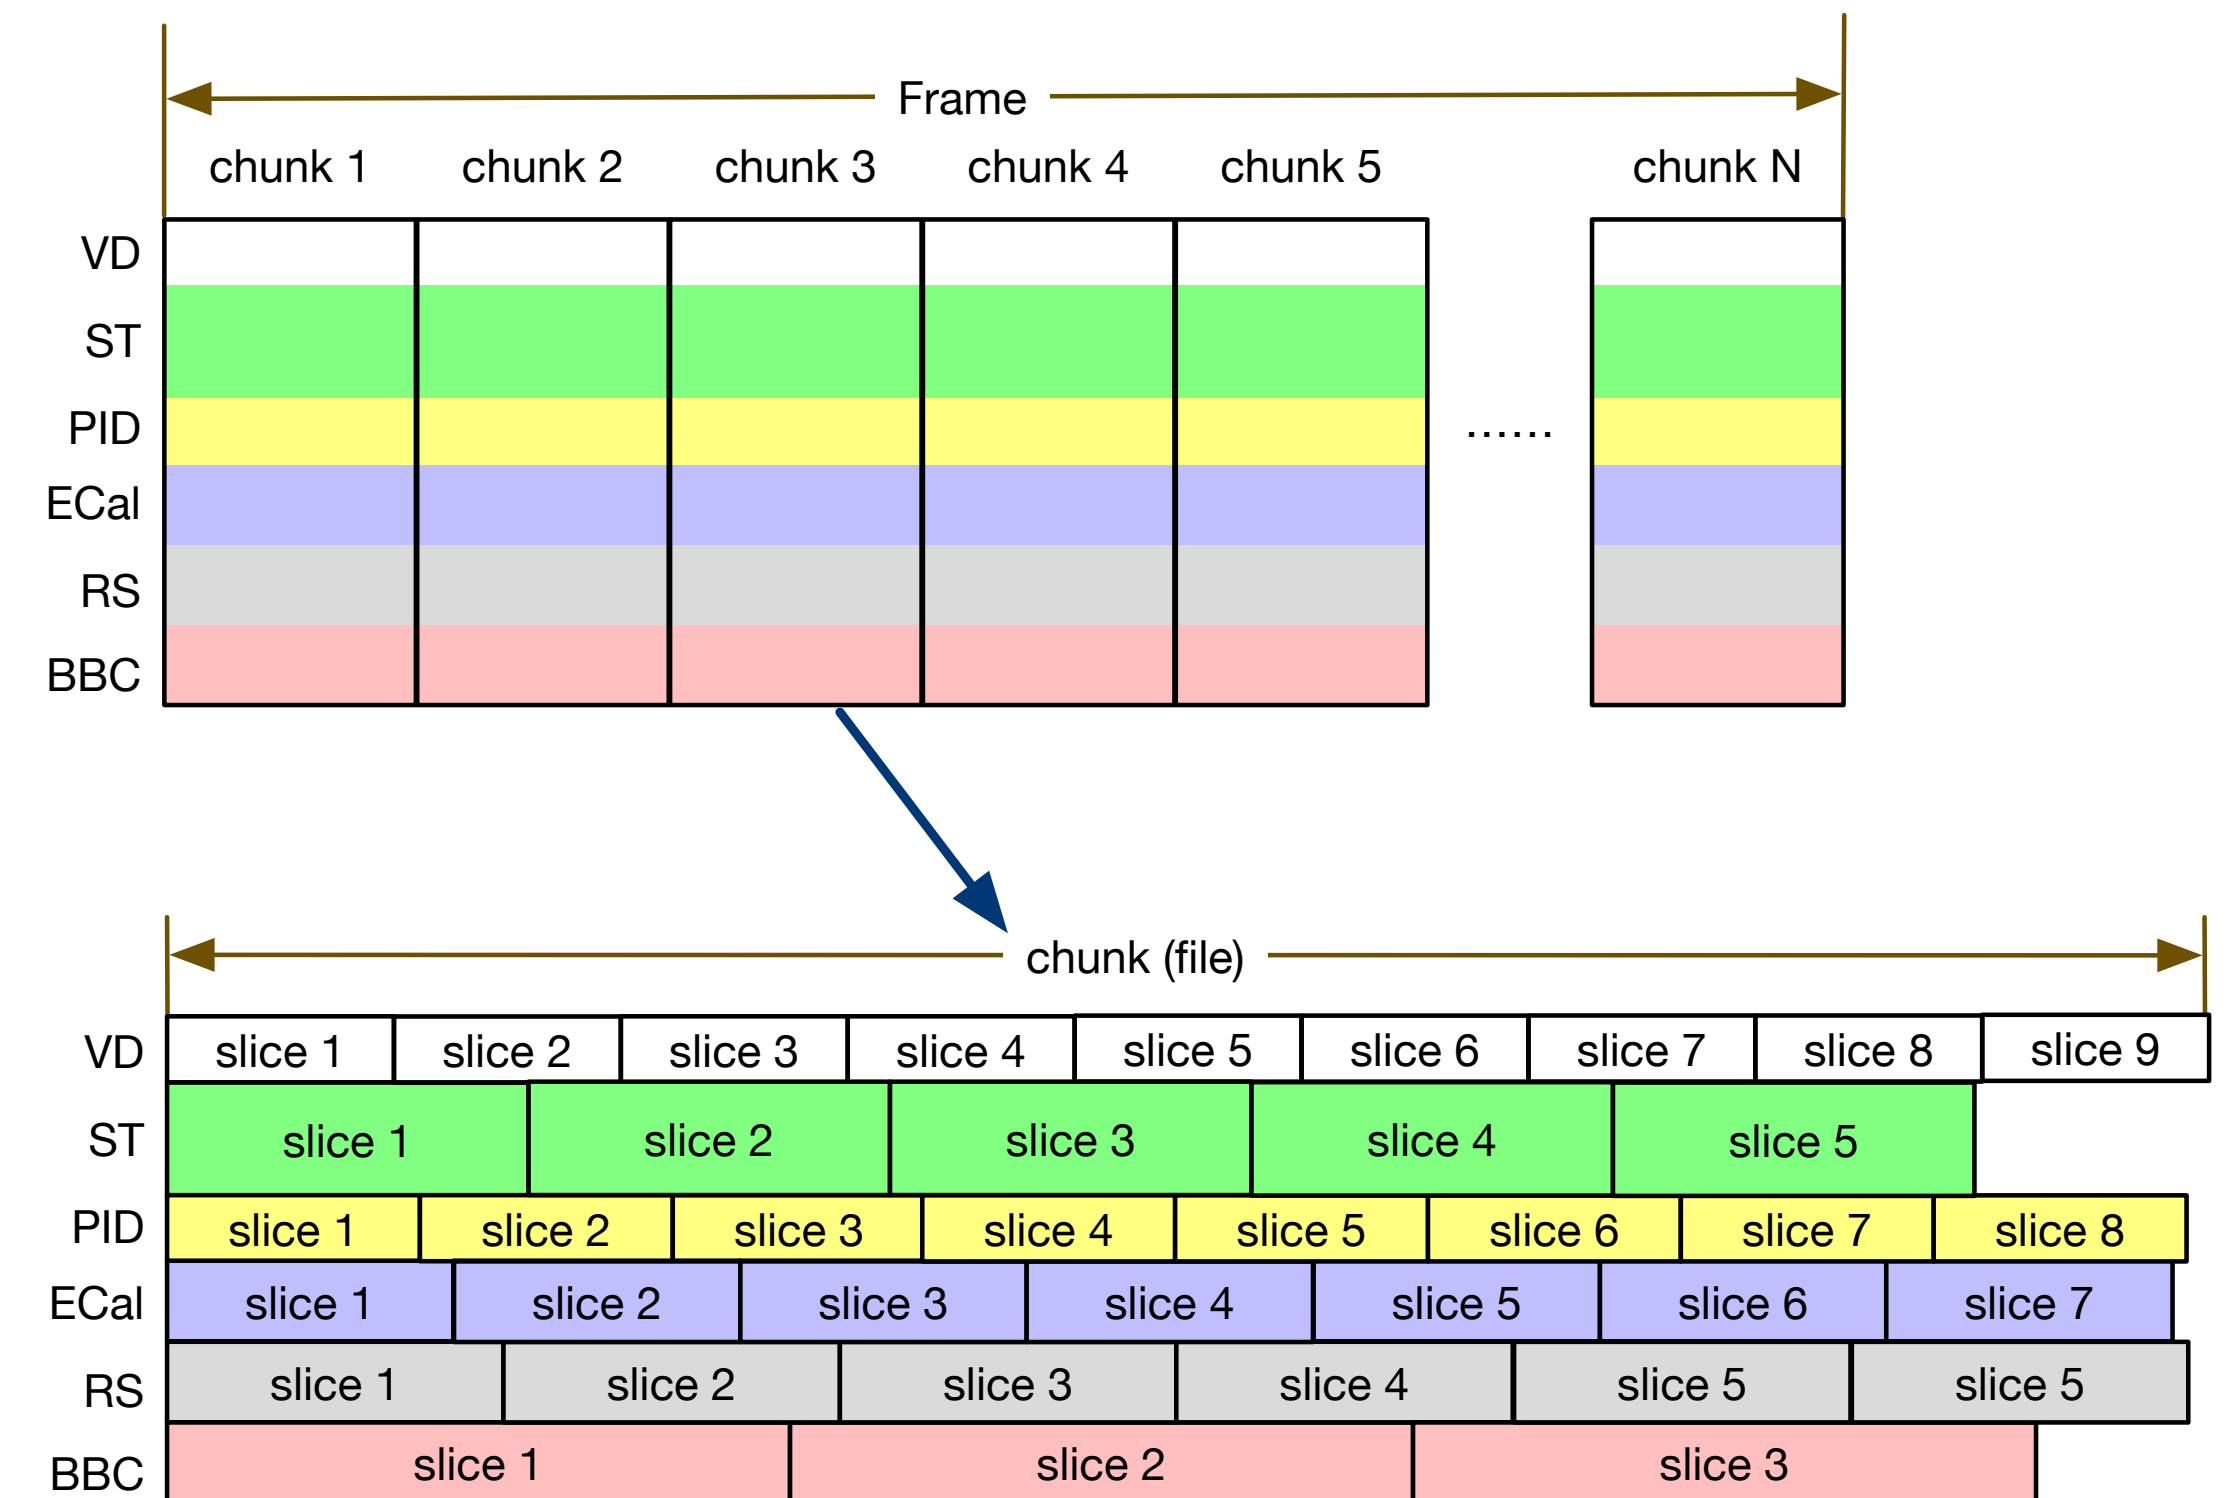 Frame
chunk 1 chunk 2 chunk 3 chunk 4 chunk 5 chunk N
VD
ST
PID ......
ECal
RS
BBC
chunk (file)
VD slice 1 slice 2 slice 3 slice 4 slice 5 slice 6 slice 7 slice 8 slice 9
ST slice 1 slice 2 slice 3 slice 4 slice 5
PID slice 1 slice 2 slice 3 slice 4 slice 5 slice 6 slice 7 slice 8
ECal slice 1 slice 2 slice 3 slice 4 slice 5 slice 6 slice 7
RS slice 1 slice 2 slice 3 slice 4 slice 5 slice 5
BBC slice 1 slice 2 slice 3